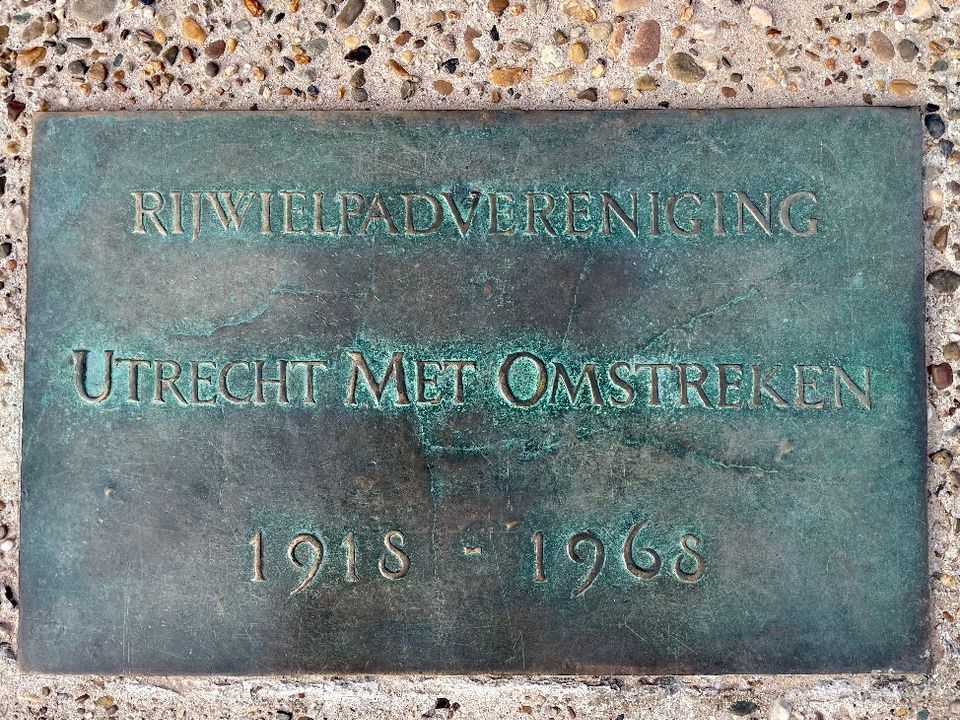 RIJWIELPADVERENIGING
UTRECHT MET OMSTREKEN
1918 - 1968